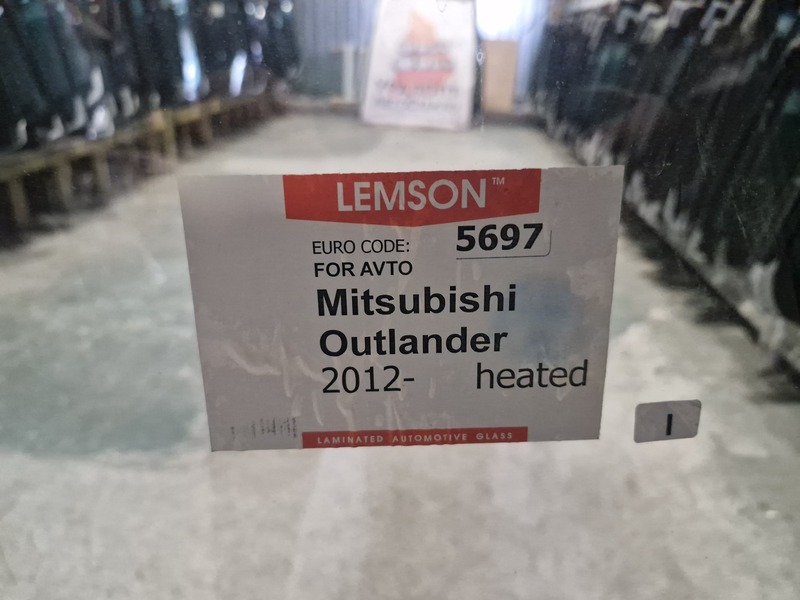 LEMSON™
EURO CODE: 5697
FOR AVTO
Mitsubishi
Outlander
2012- heated
LAMINATED AUTOMOTIVE GLASS
I